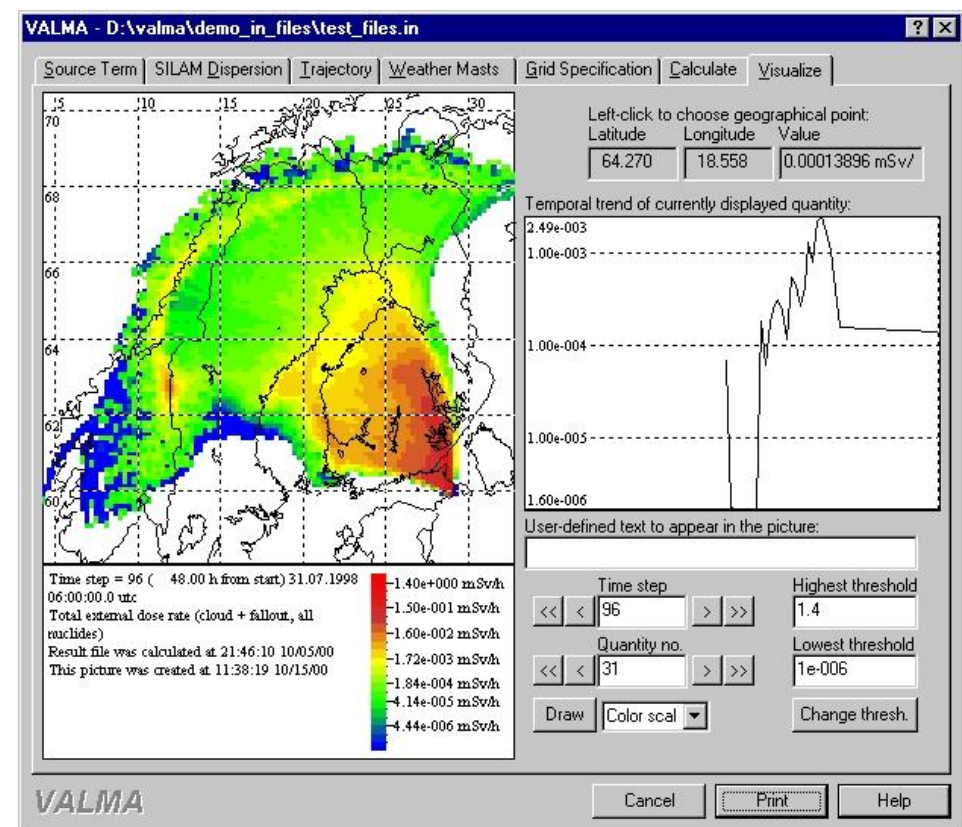 VALMA - D:\valma\demo_in_files\test_files.in
Source Term SILAM Dispersion Trajectory Weather Masts Grid Specification Calculate Visualize
5 10 15 20 25 30
70
68
66
64
62
60
Left-click to choose geographical point:
Latitude Longitude Value
64.270 18.558 0.00013896 mSv/
Temporal trend of currently displayed quantity:
2.49e-003
1.00e-003
1.00e-004
1.00e-005
1.60e-006
User-defined text to appear in the picture:
Time step = 96 ( 48.00 h from start) 31.07.1998
06:00:00.0 utc
Total external dose rate (cloud + fallout, all
nuclides)
Result file was calculated at 21:46:10 10/05/00
This picture was created at 11:38:19 10/15/00
1.40e+000 mSv/h
1.50e-001 mSv/h
1.60e-002 mSv/h
1.72e-003 mSv/h
1.84e-004 mSv/h
4.14e-005 mSv/h
4.44e-006 mSv/h
Time step Highest threshold
<< < 96 > >> 1.4
Quantity no. Lowest threshold
<< < 31 > >> 1e-006
Draw Color scal Change thresh.
VALMA Cancel Print Help